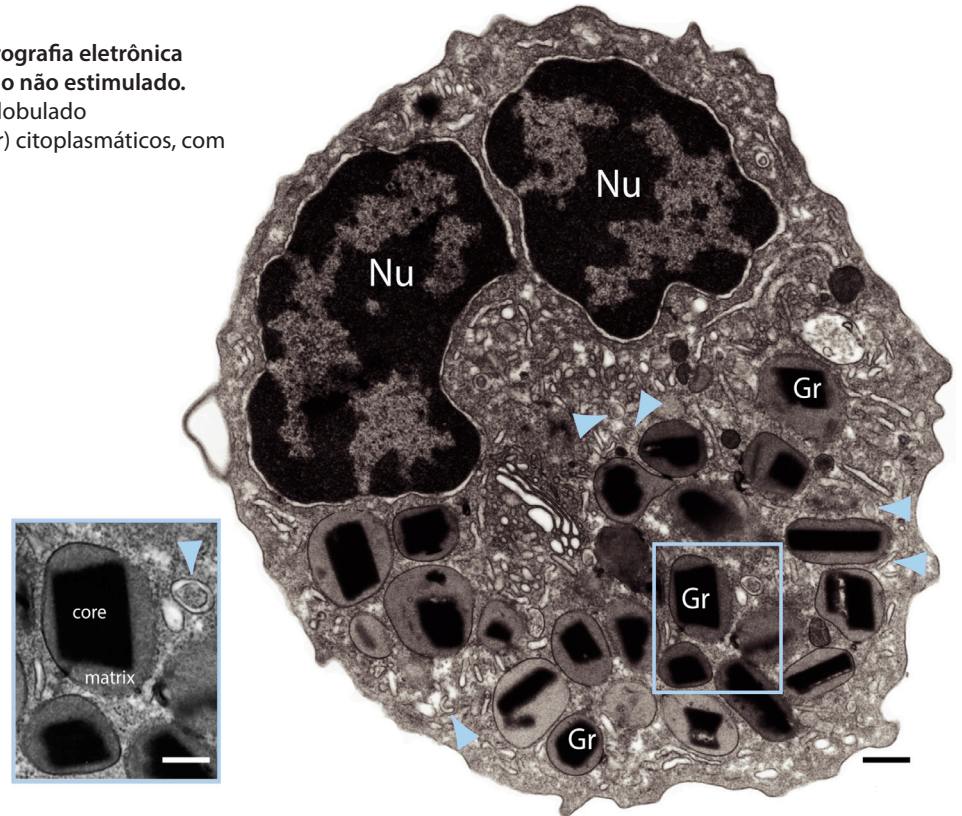 rografia eletrônica
o não estimulado.
lobulado
r) citoplasmáticos, com
Nu
Nu
Gr
Gr
core
matrix
Gr